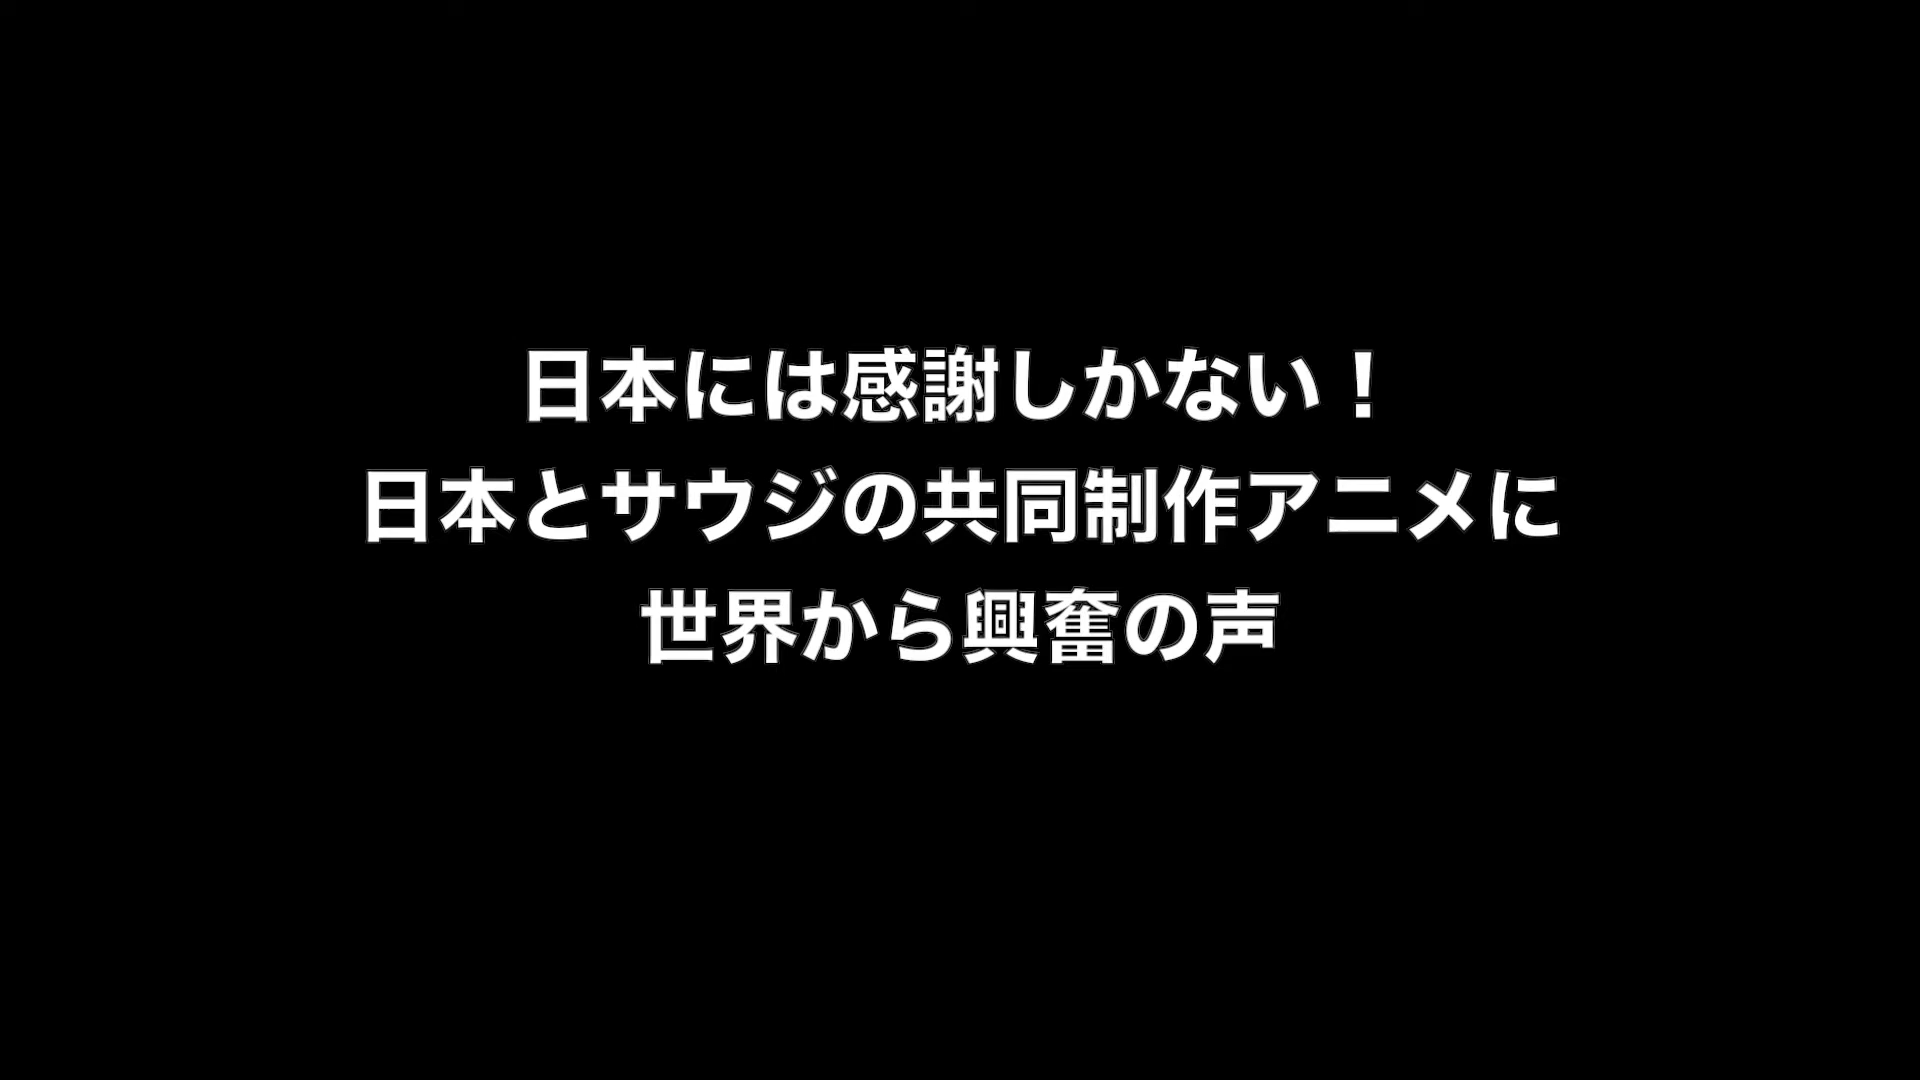 日本には感謝しかない！
日本とサウジの共同制作アニメに
世界から興奮の声